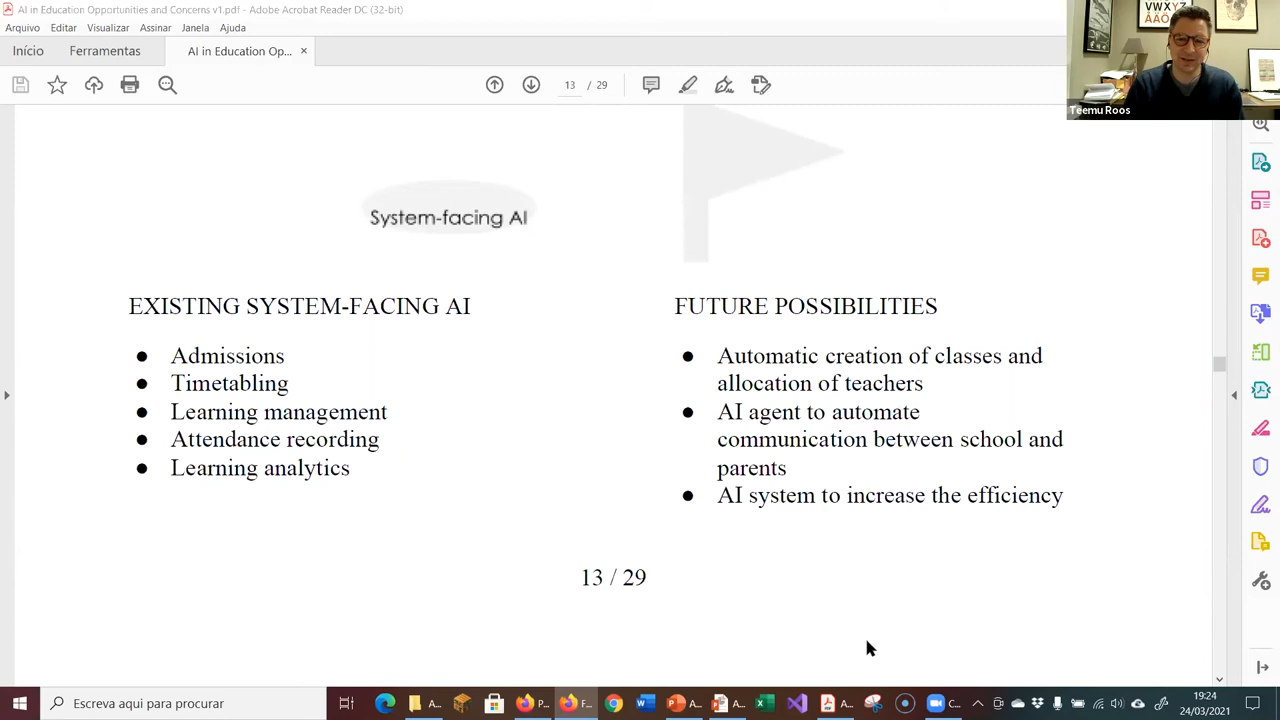 AI in Education Opportunities and Concerns v1.pdf - Adobe Acrobat Reader DC (32-bit)
Arquivo Editar Visualizar Assinar Janela Ajuda
Início Ferramentas AI in Education Op... ×
13 / 29
VWXYZ
ÅÄÖ
Teemu Roos
System-facing AI
EXISTING SYSTEM-FACING AI
● Admissions
● Timetabling
● Learning management
● Attendance recording
● Learning analytics
FUTURE POSSIBILITIES
● Automatic creation of classes and
allocation of teachers
● AI agent to automate
communication between school and
parents
● AI system to increase the efficiency
13 / 29
Escreva aqui para procurar
A... P... F... A... A... A... C...
19:24
24/03/2021